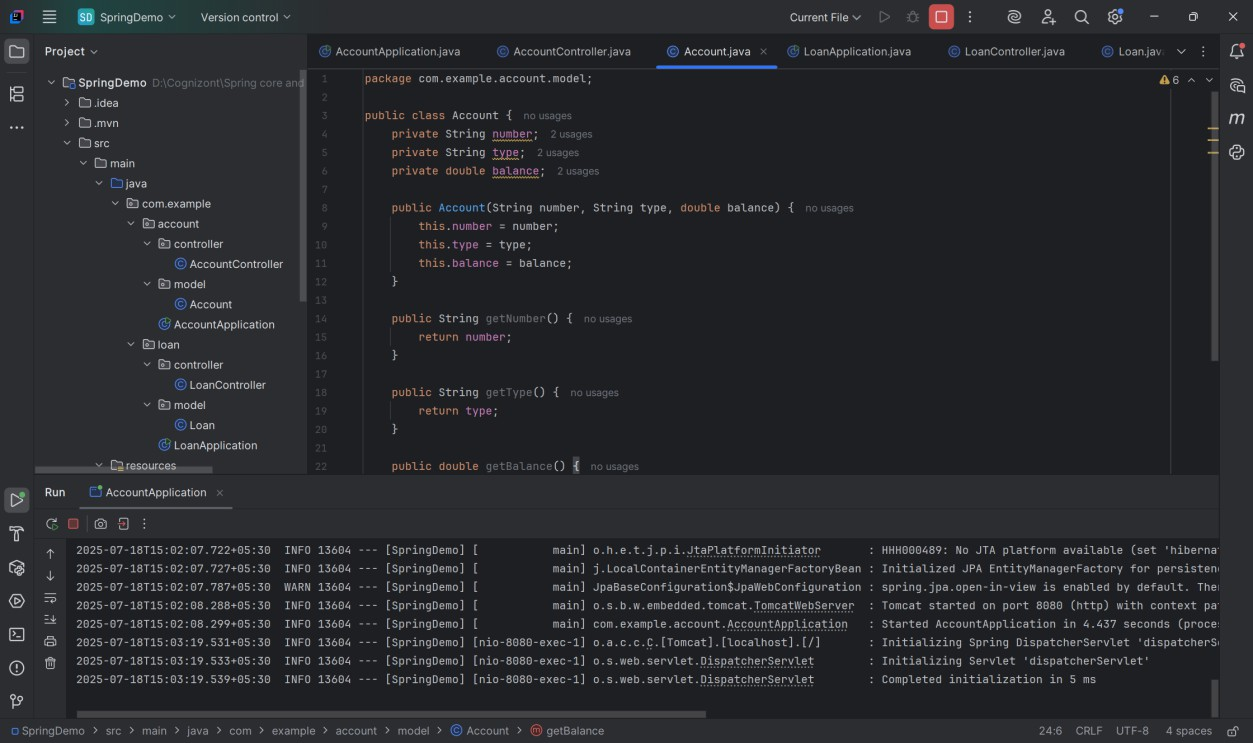 SD SpringDemo Version control Current File
Project
AccountApplication.java AccountController.java Account.java LoanApplication.java LoanController.java Loan.jav
SpringDemo D:\Cognizont\Spring core and
.idea
.mvn
src
main
java
com.example
account
controller
AccountController
model
Account
AccountApplication
loan
controller
LoanController
model
Loan
LoanApplication
resources
6
1 package com.example.account.model;
2
3 public class Account { no usages
4 private String number; 2 usages
5 private String type; 2 usages
6 private double balance; 2 usages
7
8 public Account(String number, String type, double balance) { no usages
9 this.number = number;
10 this.type = type;
11 this.balance = balance;
12 }
13
14 public String getNumber() { no usages
15 return number;
16 }
17
18 public String getType() { no usages
19 return type;
20 }
21
22 public double getBalance() { no usages
Run AccountApplication
2025-07-18T15:02:07.722+05:30 INFO 13604 --- [SpringDemo] [ main] o.h.e.t.j.p.i.JtaPlatformInitiator : HHH000489: No JTA platform available (set 'hiberna
2025-07-18T15:02:07.727+05:30 INFO 13604 --- [SpringDemo] [ main] j.LocalContainerEntityManagerFactoryBean : Initialized JPA EntityManagerFactory for persisten
2025-07-18T15:02:07.787+05:30 WARN 13604 --- [SpringDemo] [ main] JpaBaseConfiguration$JpaWebConfiguration : spring.jpa.open-in-view is enabled by default. The
2025-07-18T15:02:08.288+05:30 INFO 13604 --- [SpringDemo] [ main] o.s.b.w.embedded.tomcat.TomcatWebServer : Tomcat started on port 8080 (http) with context pa
2025-07-18T15:02:08.299+05:30 INFO 13604 --- [SpringDemo] [ main] com.example.account.AccountApplication : Started AccountApplication in 4.437 seconds (proce
2025-07-18T15:03:19.531+05:30 INFO 13604 --- [SpringDemo] [nio-8080-exec-1] o.a.c.c.C.[Tomcat].[localhost].[/] : Initializing Spring DispatcherServlet 'dispatcherS
2025-07-18T15:03:19.533+05:30 INFO 13604 --- [SpringDemo] [nio-8080-exec-1] o.s.web.servlet.DispatcherServlet : Initializing Servlet 'dispatcherServlet'
2025-07-18T15:03:19.539+05:30 INFO 13604 --- [SpringDemo] [nio-8080-exec-1] o.s.web.servlet.DispatcherServlet : Completed initialization in 5 ms
SpringDemo > src > main > java > com > example > account > model > Account > getBalance 24:6 CRLF UTF-8 4 spaces